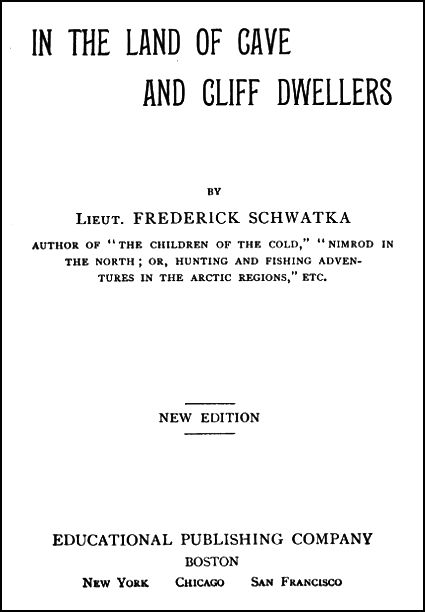 IN THE LAND OF CAVE
AND CLIFF DWELLERS
BY
LIEUT. FREDERICK SCHWATKA
AUTHOR OF "THE CHILDREN OF THE COLD," "NIMROD IN
THE NORTH; OR, HUNTING AND FISHING ADVEN-
TURES IN THE ARCTIC REGIONS," ETC.
NEW EDITION
EDUCATIONAL PUBLISHING COMPANY
BOSTON
NEW YORK CHICAGO SAN FRANCISCO